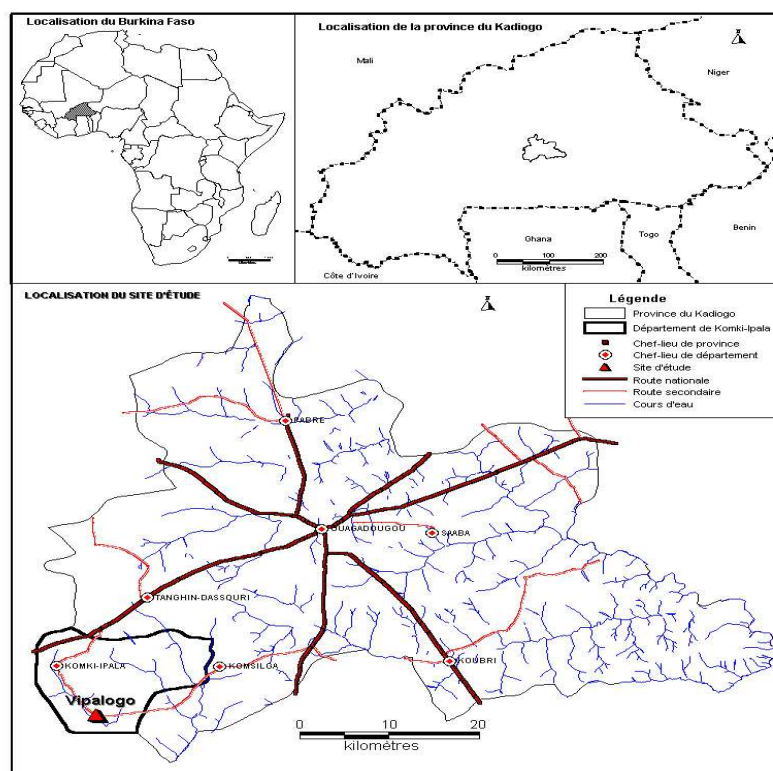 Localisation du Burkina Faso
Localisation de la province du Kadiogo
Mali
Niger
Ghana
Togo
Benin
Côte d'Ivoire
0 100 200
kilomètres
LOCALISATION DU SITE D'ÉTUDE
Légende
Province du Kadiogo
Département de Komki-Ipala
Chef-lieu de province
Chef-lieu de département
Site d'étude
Route nationale
Route secondaire
Cours d'eau
PABRE
OUAGADOUGOU
SAABA
TANGHIN-DASSOURI
KOMKI-IPALA
KOMSILGA
KOUBRI
Vipalogo
0 10 20
kilomètres